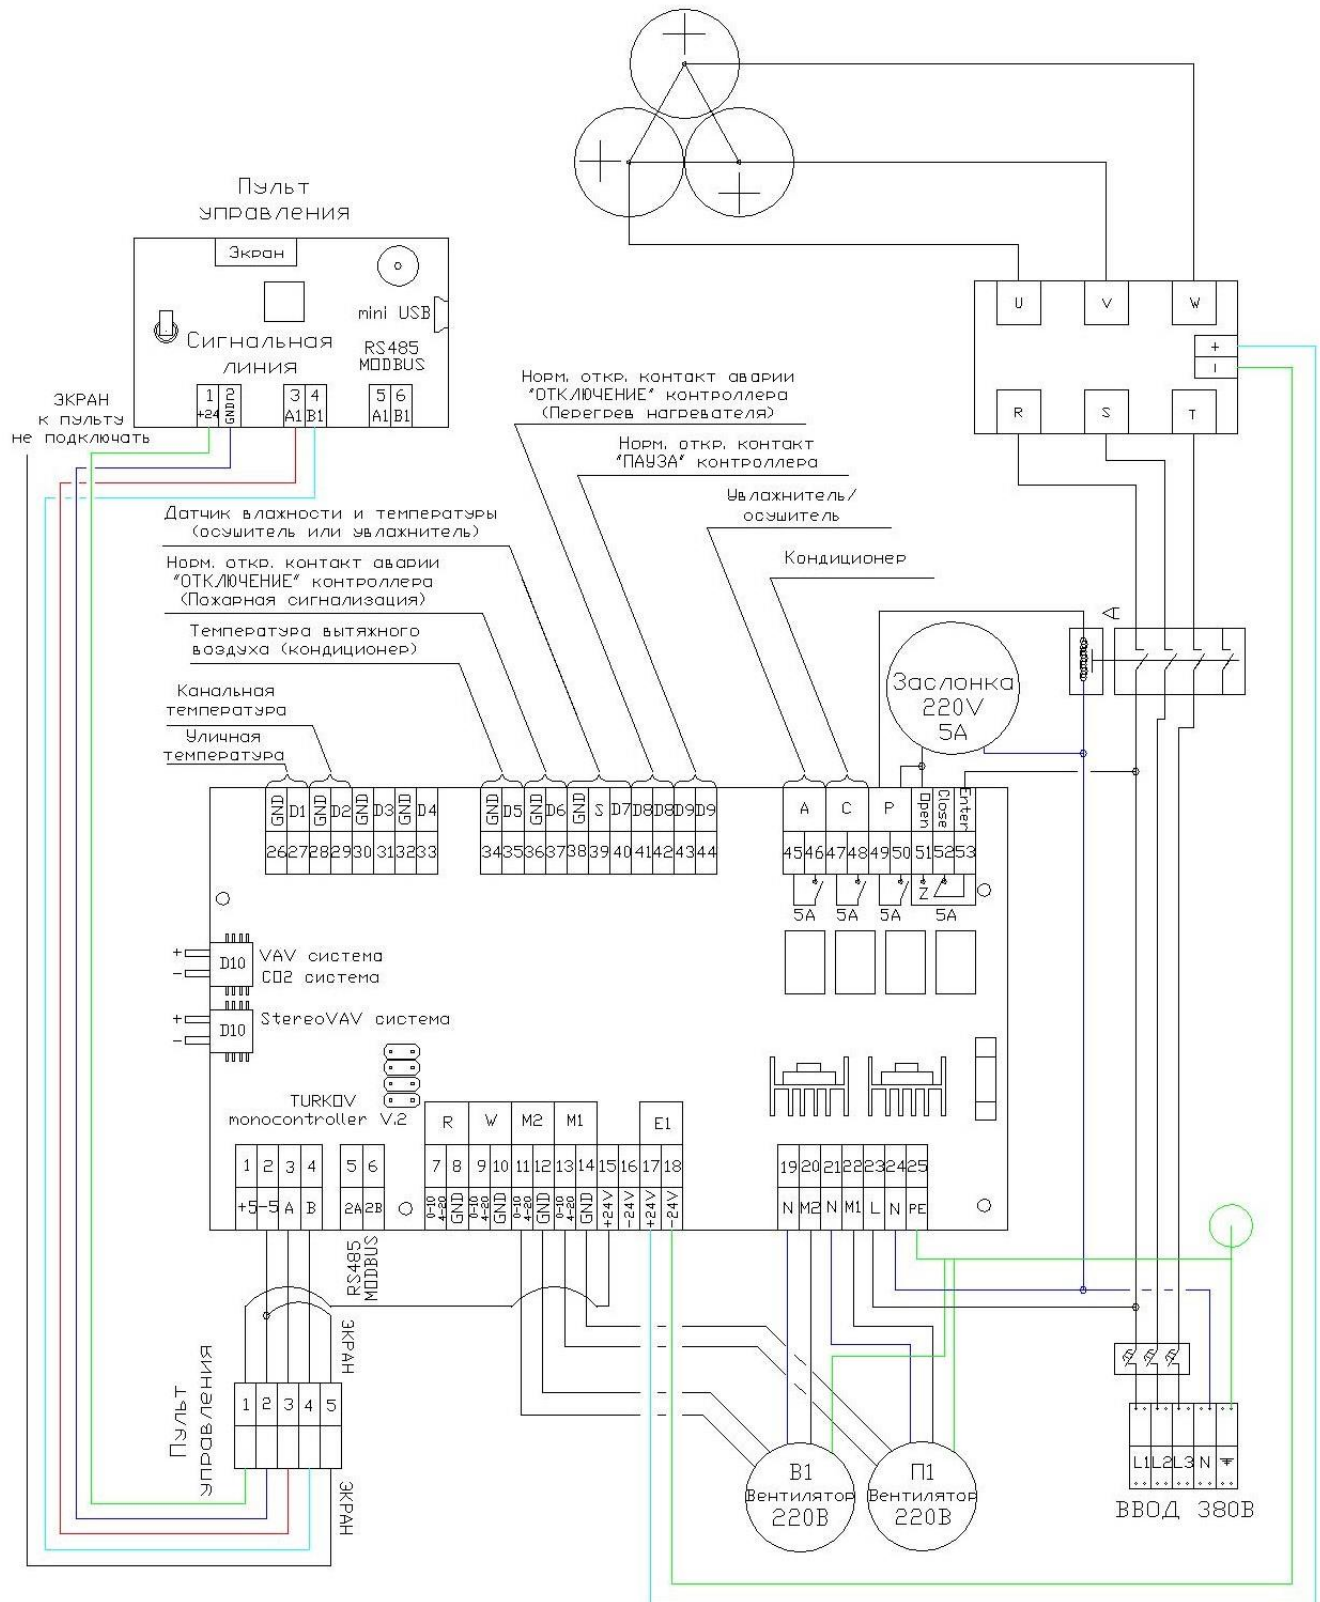 Пульт
управления
Экран
mini USB
Сигнальная
линия
RS485
MODBUS
1 2 3 4 5 6
+24 GND A1 B1 A1 B1
ЭКРАН
к пульту
не подключать
U V W
+
-
R S T
Норм. откр. контакт аварии
"ОТКЛЮЧЕНИЕ" контроллера
(Перегрев нагревателя)
Норм. откр. контакт
"ПАУЗА" контроллера
Увлажнитель/
осушитель
Кондиционер
Датчик влажности и температуры
(осушитель или увлажнитель)
Норм. откр. контакт аварии
"ОТКЛЮЧЕНИЕ" контроллера
(Пожарная сигнализация)
Температура вытяжного
воздуха (кондиционер)
Канальная
температура
Уличная
температура
A
Заслонка
220V
5A
GND D1 GND D2 GND D3 GND D4
26 27 28 29 30 31 32 33
GND D5 GND D6 GND S D7 D8 D8 D9 D9
34 35 36 37 38 39 40 41 42 43 44
A C P Open Close Enter
45 46 47 48 49 50 51 52 53
Z
5A 5A 5A 5A
+
-
D10
VAV система
CO2 система
+
-
D10
StereoVAV система
TURKOV
monocontroller V.2
R W M2 M1 E1
1 2 3 4
+5 -5 A B
5 6
2A 2B
RS485
MODBUS
7 8 9 10 11 12 13 14 15 16 17 18
0-10 4-20 GND 0-10 4-20 GND 0-10 4-20 GND 0-10 4-20 GND +24V -24V +24V -24V
19 20 21 22 23 24 25
N M2 N M1 L N PE
ЭКРАН
Пульт
управления
1 2 3 4 5
ЭКРАН
В1
Вентилятор
220В
П1
Вентилятор
220В
L1 L2 L3 N
ВВОД 380В